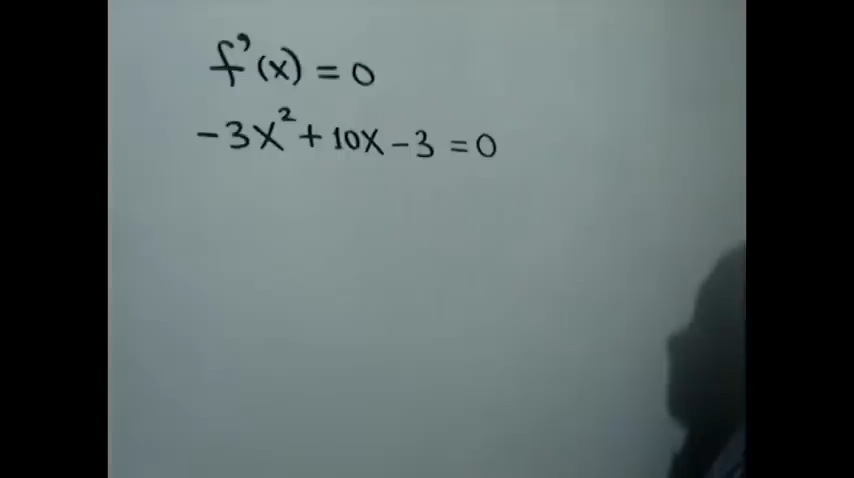 f'(x) = 0
-3x² + 10x - 3 = 0